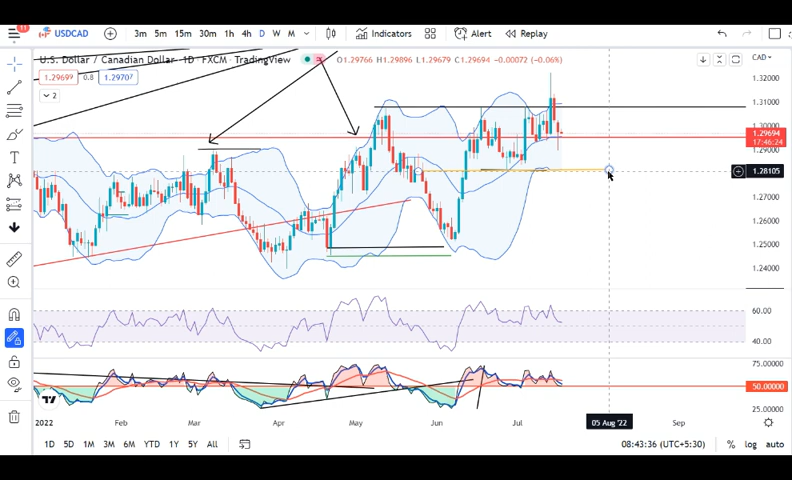 11
USDCAD
3m 5m 15m 30m 1h 4h D W M
Indicators
Alert
Replay
U.S. Dollar / Canadian Dollar · 1D · FXCM · TradingView
O1.29766 H1.29896 L1.29679 C1.29694 −0.00072 (−0.06%)
CAD
1.29699
0.8
1.29707
2
1.32000
1.31000
1.29694
17:46:24
1.29000
1.28105
1.27000
1.26000
1.25000
1.24000
60.00
40.00
75.00000
50.00000
25.00000
2022
Feb
Mar
Apr
May
Jun
Jul
05 Aug '22
Sep
1D 5D 1M 3M 6M YTD 1Y 5Y All
08:43:36 (UTC+5:30)
%
log
auto